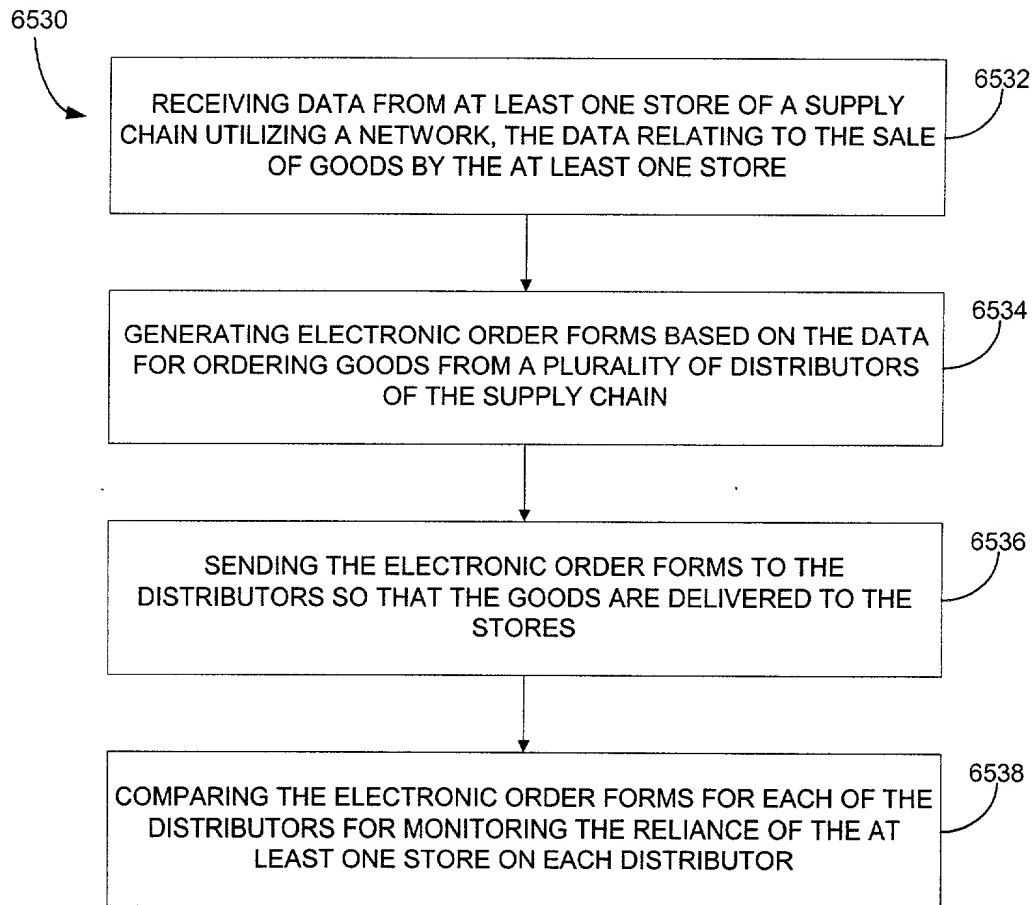 6530
6532
RECEIVING DATA FROM AT LEAST ONE STORE OF A SUPPLY
CHAIN UTILIZING A NETWORK, THE DATA RELATING TO THE SALE
OF GOODS BY THE AT LEAST ONE STORE
6534
GENERATING ELECTRONIC ORDER FORMS BASED ON THE DATA
FOR ORDERING GOODS FROM A PLURALITY OF DISTRIBUTORS
OF THE SUPPLY CHAIN
6536
SENDING THE ELECTRONIC ORDER FORMS TO THE
DISTRIBUTORS SO THAT THE GOODS ARE DELIVERED TO THE
STORES
6538
COMPARING THE ELECTRONIC ORDER FORMS FOR EACH OF THE
DISTRIBUTORS FOR MONITORING THE RELIANCE OF THE AT
LEAST ONE STORE ON EACH DISTRIBUTOR